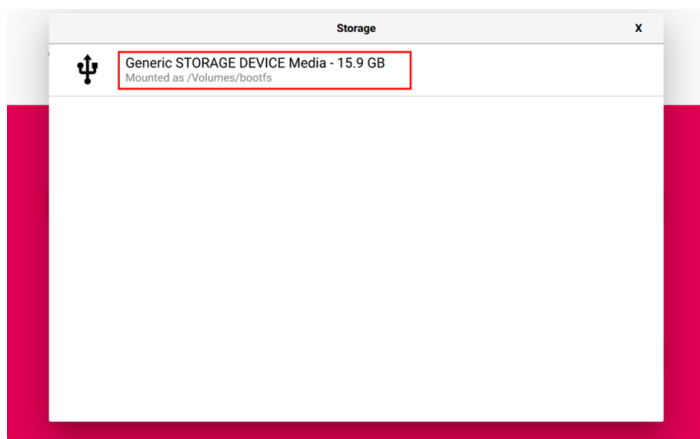 Storage
X
Generic STORAGE DEVICE Media - 15.9 GB
Mounted as /Volumes/bootfs